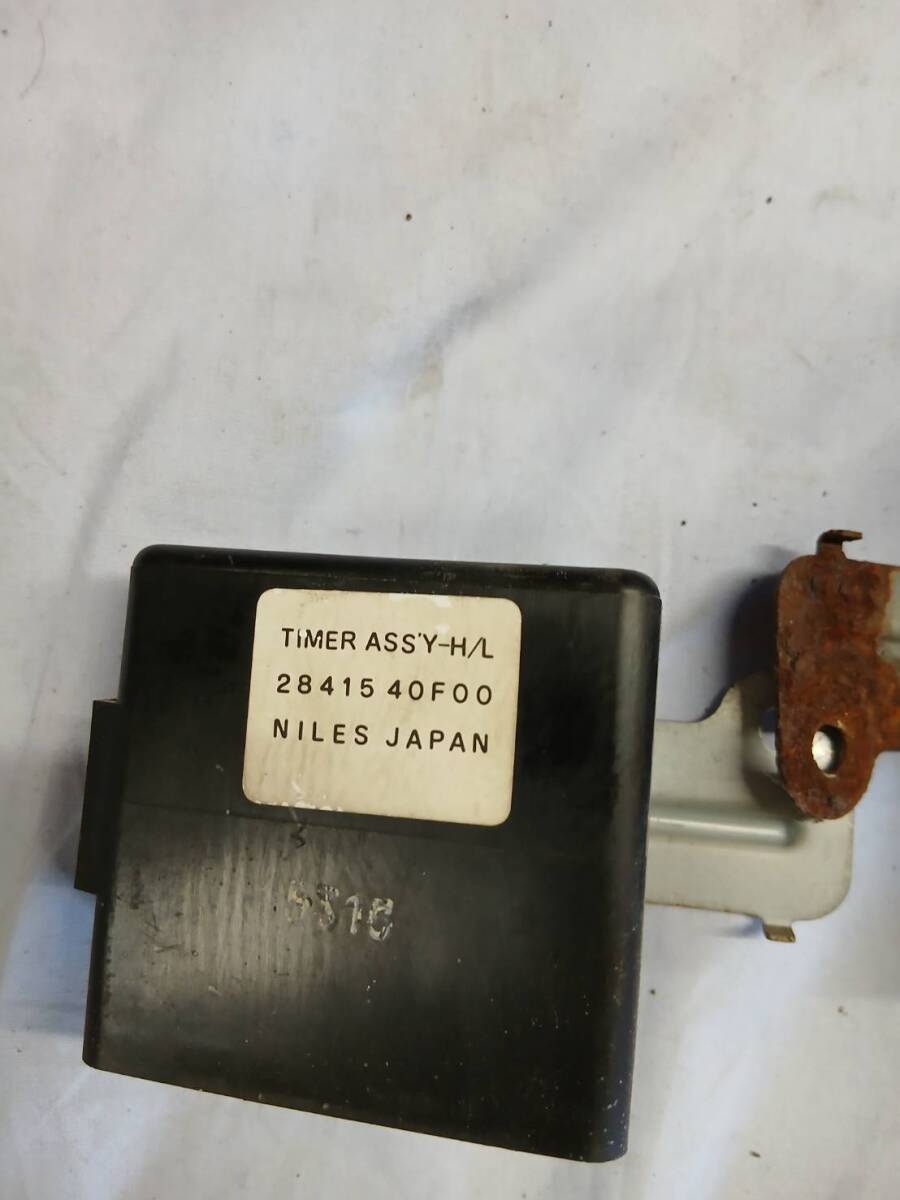 TIMER ASS'Y-H/L
28415 40F00
NILES JAPAN